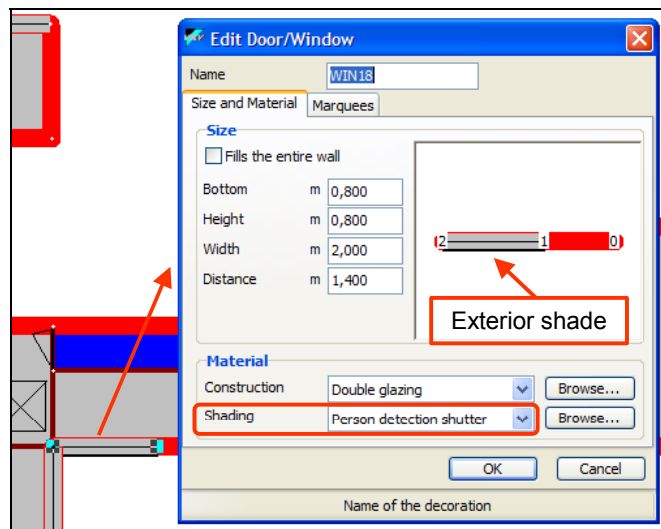 Edit Door/Window
Name WIN18
Size and Material Marquees
Size
Fills the entire wall
Bottom m 0,800
Height m 0,800
Width m 2,000
Distance m 1,400
2 1 0
Exterior shade
Material
Construction Double glazing Browse...
Shading Person detection shutter Browse...
OK Cancel
Name of the decoration